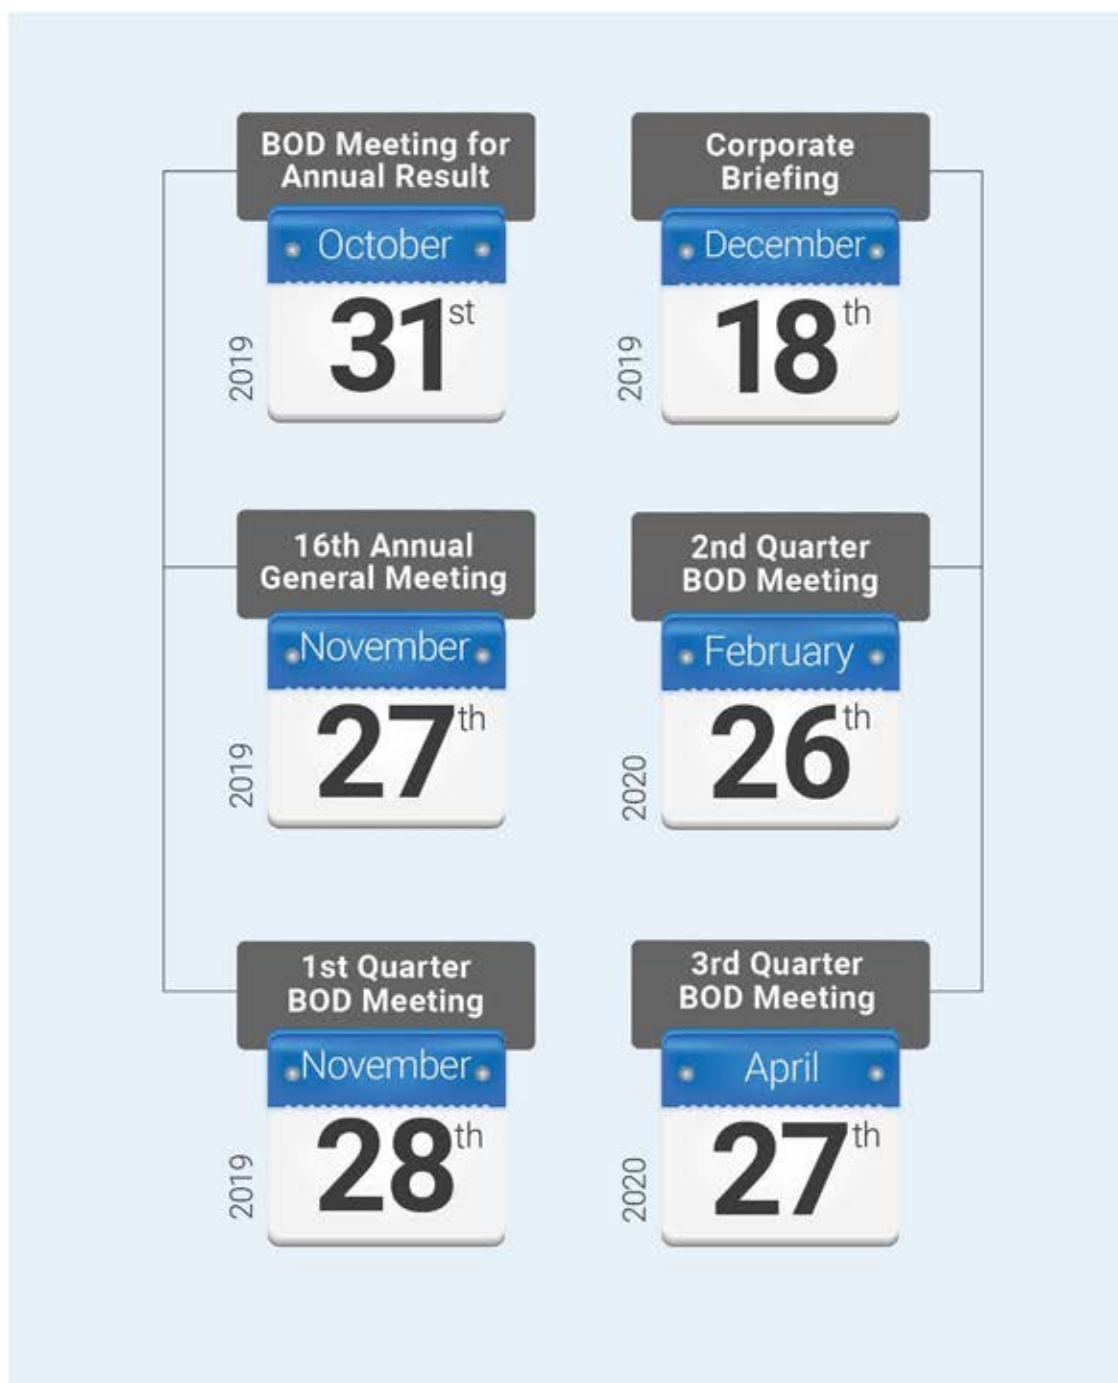 BOD Meeting for
Annual Result
October
31st
2019
16th Annual
General Meeting
November
27th
2019
1st Quarter
BOD Meeting
November
28th
2019
Corporate
Briefing
December
18th
2019
2nd Quarter
BOD Meeting
February
26th
2020
3rd Quarter
BOD Meeting
April
27th
2020